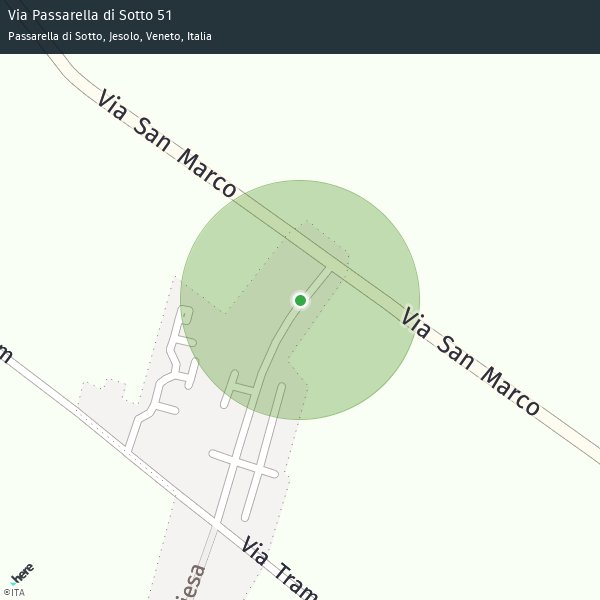 Via Passarella di Sotto 51
Passarella di Sotto, Jesolo, Veneto, Italia
Via San Marco
Via San Marco
m
Via Tram
iesa
here
©ITA